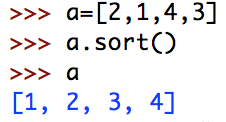 >>> a=[2,1,4,3]
>>> a.sort()
>>> a
[1, 2, 3, 4]